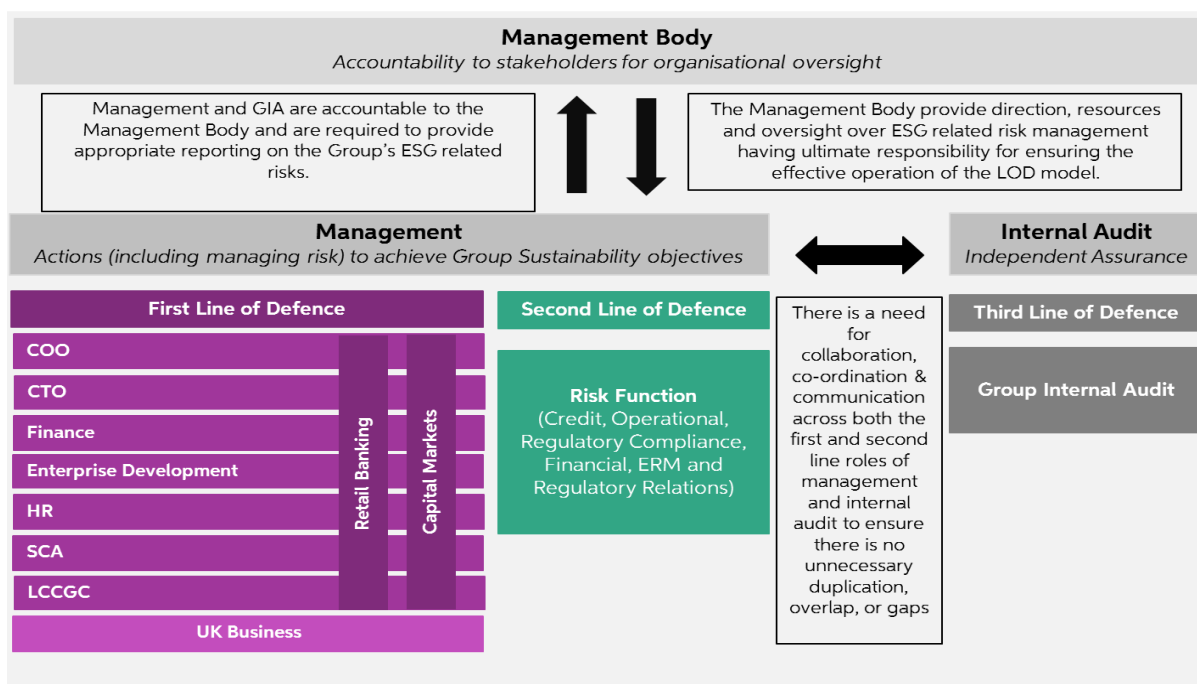 Management Body
Accountability to stakeholders for organisational oversight
Management and GIA are accountable to the
Management Body and are required to provide
appropriate reporting on the Group's ESG related
risks.
The Management Body provide direction, resources
and oversight over ESG related risk management
having ultimate responsibility for ensuring the
effective operation of the LOD model.
Management
Actions (including managing risk) to achieve Group Sustainability objectives
Internal Audit
Independent Assurance
First Line of Defence
COO
CTO
Finance
Enterprise Development
HR
SCA
LCCGC
Retail Banking
Capital Markets
UK Business
Second Line of Defence
Risk Function
(Credit, Operational,
Regulatory Compliance,
Financial, ERM and
Regulatory Relations)
There is a need
for
collaboration,
co-ordination &
communication
across both the
first and second
line roles of
management
and internal
audit to ensure
there is no
unnecessary
duplication,
overlap, or gaps
Third Line of Defence
Group Internal Audit